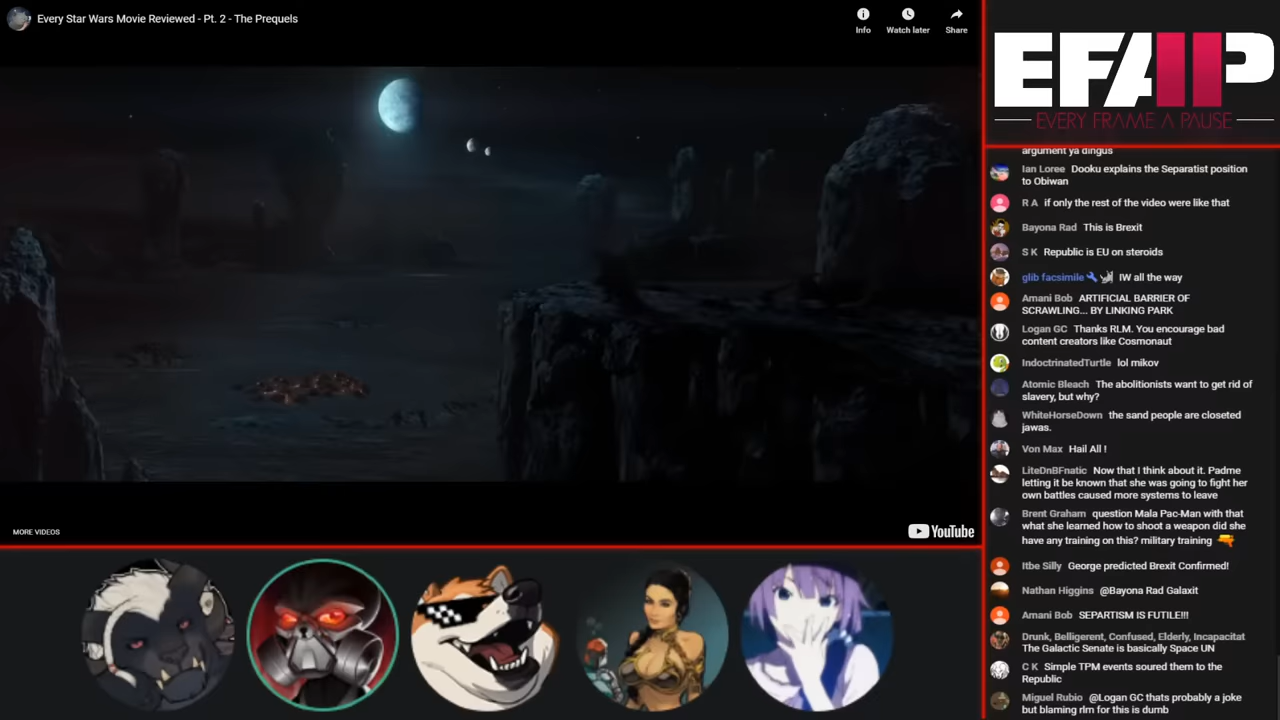 Every Star Wars Movie Reviewed - Pt. 2 - The Prequels
Info
Watch later
Share
MORE VIDEOS
YouTube
EFAP
EVERY FRAME A PAUSE
argument ya dingus
Ian Loree Dooku explains the Separatist position
to Obiwan
R A if only the rest of the video were like that
Bayona Rad This is Brexit
S K Republic is EU on steroids
glib facsimile IW all the way
Amani Bob ARTIFICIAL BARRIER OF
SCRAWLING... BY LINKING PARK
Logan GC Thanks RLM. You encourage bad
content creators like Cosmonaut
IndoctrinatedTurtle lol mikov
Atomic Bleach The abolitionists want to get rid of
slavery, but why?
WhiteHorseDown the sand people are closeted
jawas.
Von Max Hail All !
LiteDnBFnatic Now that I think about it. Padme
letting it be known that she was going to fight her
own battles caused more systems to leave
Brent Graham question Mala Pac-Man with that
what she learned how to shoot a weapon did she
have any training on this? military training
Itbe Silly George predicted Brexit Confirmed!
Nathan Higgins @Bayona Rad Galaxit
Amani Bob SEPARTISM IS FUTILE!!!
Drunk, Belligerent, Confused, Elderly, Incapacitat
The Galactic Senate is basically Space UN
C K Simple TPM events soured them to the
Republic
Miguel Rubio @Logan GC thats probably a joke
but blaming rlm for this is dumb